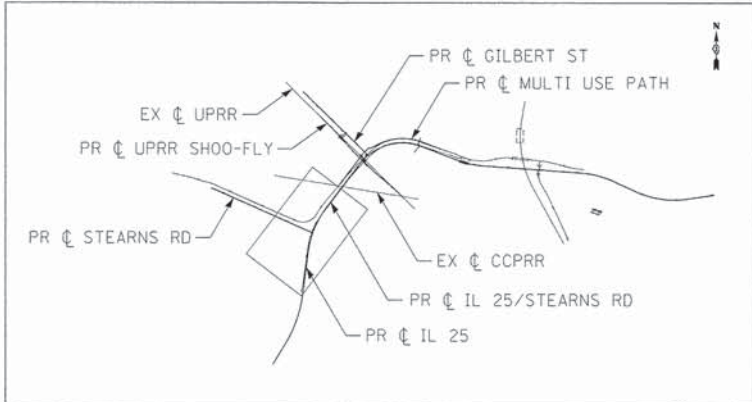 N
PR ℄ GILBERT ST
PR ℄ MULTI USE PATH
EX ℄ UPRR
PR ℄ UPRR SHOO-FLY
PR ℄ STEARNS RD
EX ℄ CCPRR
PR ℄ IL 25/STEARNS RD
PR ℄ IL 25